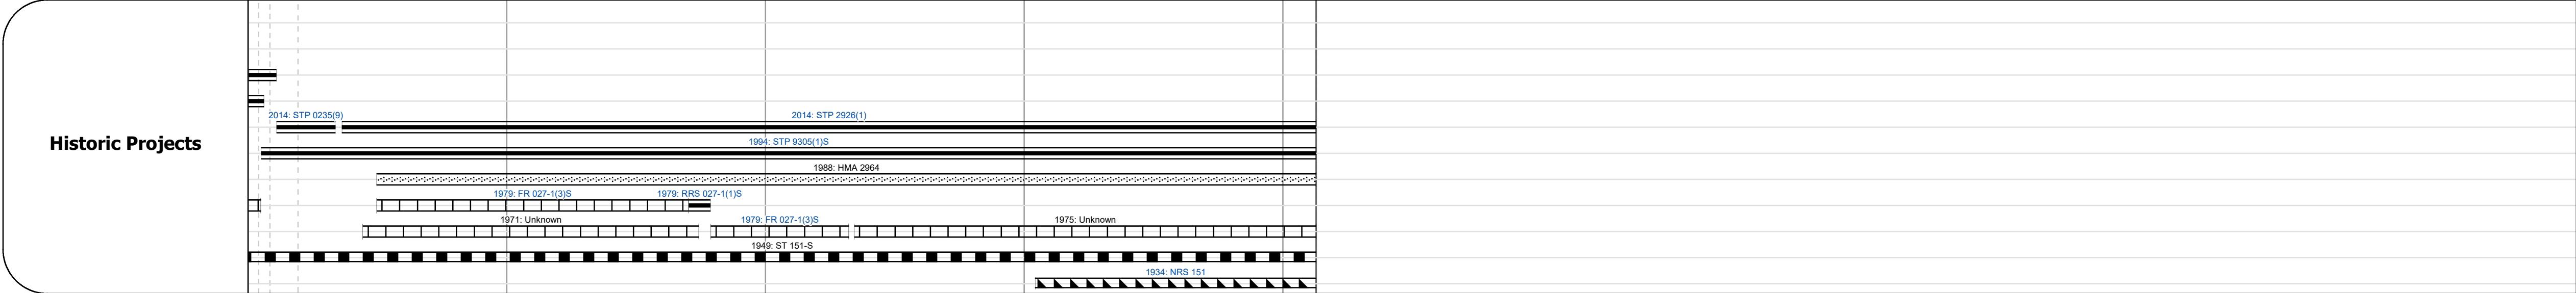 Historic Projects
2014: STP 0235(9)
2014: STP 2926(1)
1994: STP 9305(1)S
1988: HMA 2964
1979: FR 027-1(3)S
1979: RRS 027-1(1)S
1971: Unknown
1979: FR 027-1(3)S
1975: Unknown
1949: ST 151-S
1934: NRS 151